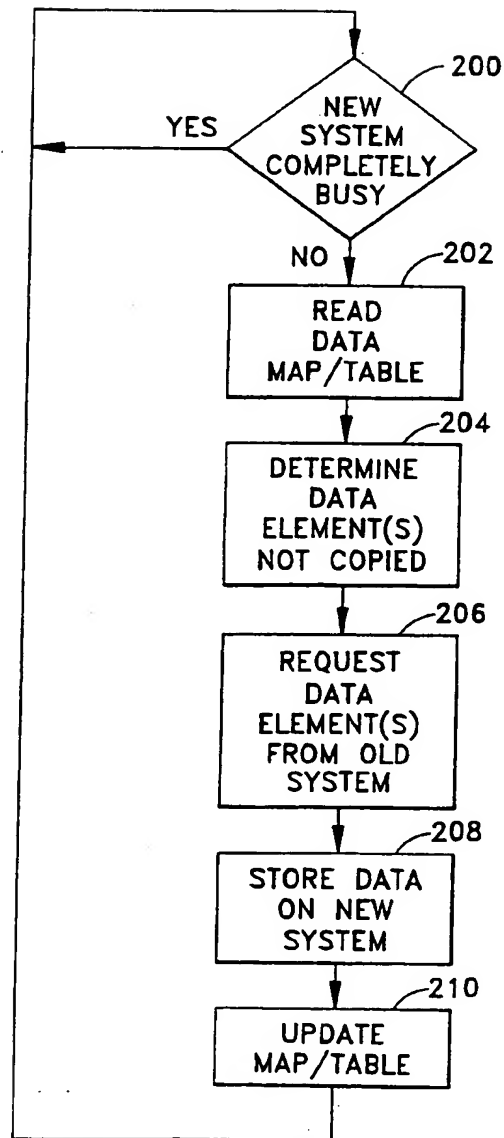 200
NEW
SYSTEM
COMPLETELY
BUSY
YES
NO
202
READ
DATA
MAP/TABLE
204
DETERMINE
DATA
ELEMENT(S)
NOT COPIED
206
REQUEST
DATA
ELEMENT(S)
FROM OLD
SYSTEM
208
STORE DATA
ON NEW
SYSTEM
210
UPDATE
MAP/TABLE